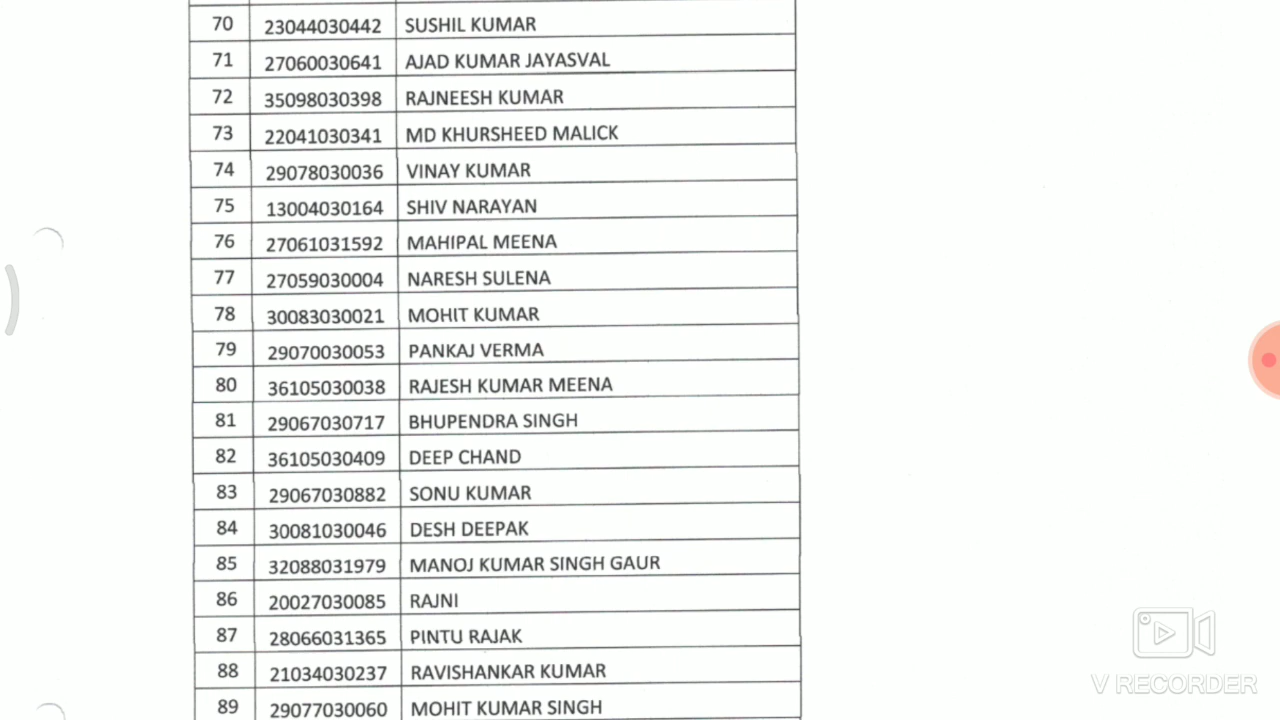 70 23044030442 SUSHIL KUMAR
71 27060030641 AJAD KUMAR JAYASVAL
72 35098030398 RAJNEESH KUMAR
73 22041030341 MD KHURSHEED MALICK
74 29078030036 VINAY KUMAR
75 13004030164 SHIV NARAYAN
76 27061031592 MAHIPAL MEENA
77 27059030004 NARESH SULENA
78 30083030021 MOHIT KUMAR
79 29070030053 PANKAJ VERMA
80 36105030038 RAJESH KUMAR MEENA
81 29067030717 BHUPENDRA SINGH
82 36105030409 DEEP CHAND
83 29067030882 SONU KUMAR
84 30081030046 DESH DEEPAK
85 32088031979 MANOJ KUMAR SINGH GAUR
86 20027030085 RAJNI
87 28066031365 PINTU RAJAK
88 21034030237 RAVISHANKAR KUMAR
89 29077030060 MOHIT KUMAR SINGH
V RECORDER